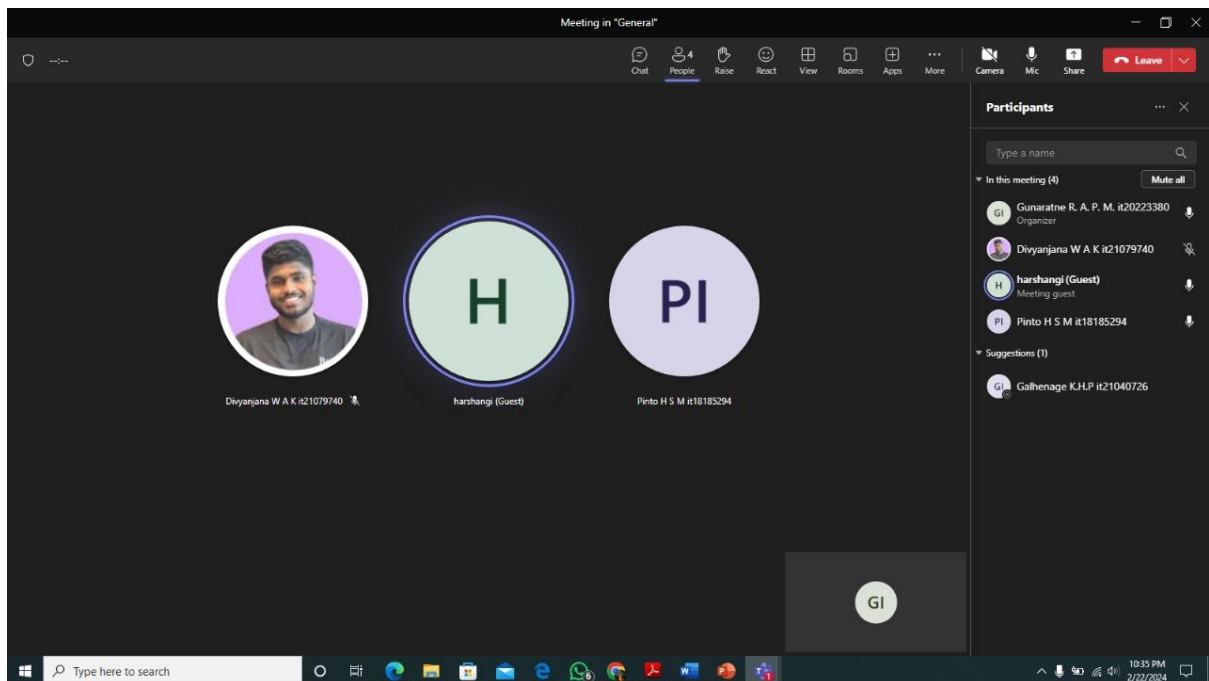 Meeting in "General"
--:--
Chat
4
People
Raise
React
View
Rooms
Apps
More
Camera
Mic
Share
Leave
Participants
Type a name
In this meeting (4)
Mute all
GI
Gunaratne R. A. P. M. it20223380
Organizer
Divyanjana W A K it21079740
H
harshangi (Guest)
Meeting guest
PI
Pinto H S M it18185294
Suggestions (1)
GI
Galhenage K.H.P it21040726
H
PI
Divyanjana W A K it21079740
harshangi (Guest)
Pinto H S M it18185294
GI
Type here to search
10:35 PM
2/22/2024